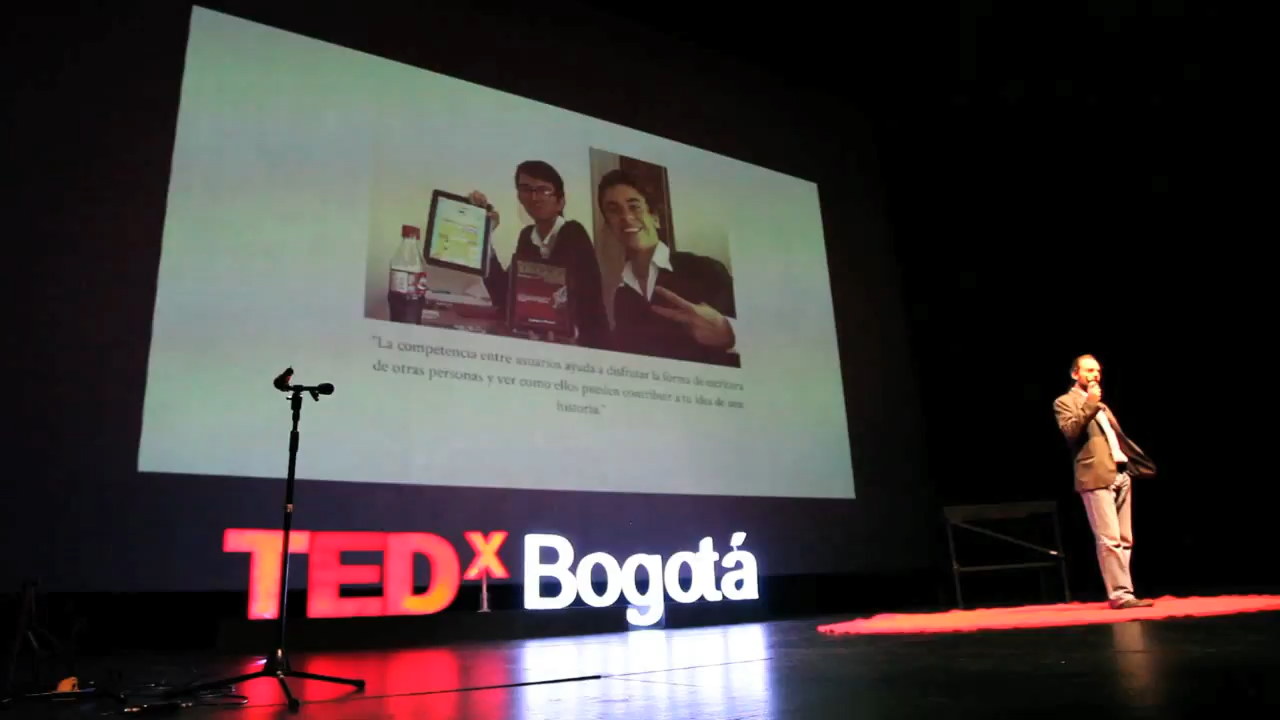 "La competencia entre usuarios ayuda a disfrutar la forma de escritura
de otras personas y ver como ellos pueden contribuir a tu idea de una
historia."
TEDx Bogotá